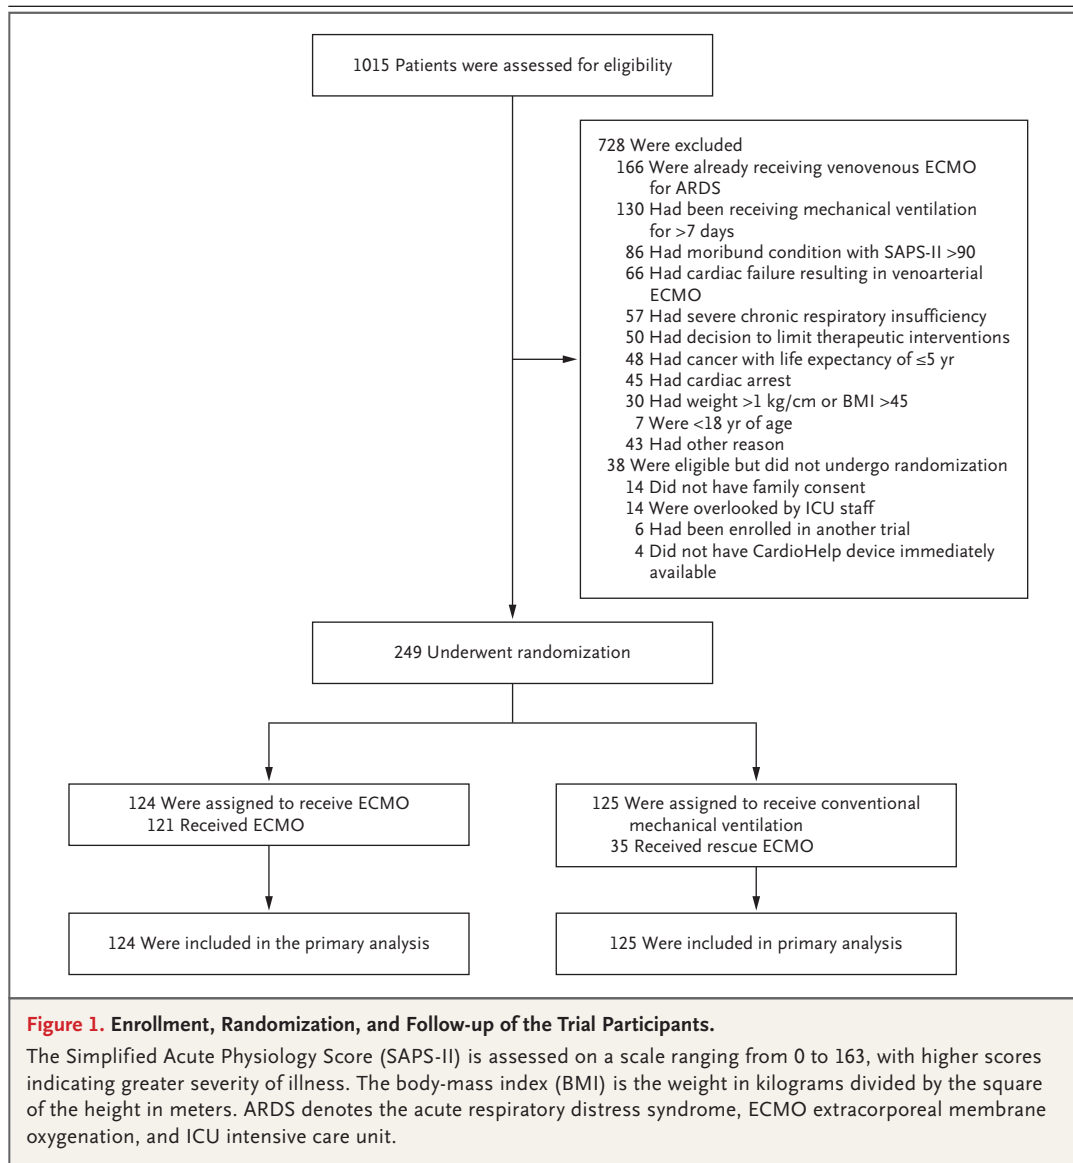 1015 Patients were assessed for eligibility
728 Were excluded
166 Were already receiving venovenous ECMO
for ARDS
130 Had been receiving mechanical ventilation
for >7 days
86 Had moribund condition with SAPS-II >90
66 Had cardiac failure resulting in venoarterial
ECMO
57 Had severe chronic respiratory insufficiency
50 Had decision to limit therapeutic interventions
48 Had cancer with life expectancy of ≤5 yr
45 Had cardiac arrest
30 Had weight >1 kg/cm or BMI >45
7 Were <18 yr of age
43 Had other reason
38 Were eligible but did not undergo randomization
14 Did not have family consent
14 Were overlooked by ICU staff
6 Had been enrolled in another trial
4 Did not have CardioHelp device immediately
available
249 Underwent randomization
124 Were assigned to receive ECMO
121 Received ECMO
125 Were assigned to receive conventional
mechanical ventilation
35 Received rescue ECMO
124 Were included in the primary analysis
125 Were included in primary analysis
Figure 1. Enrollment, Randomization, and Follow-up of the Trial Participants.
The Simplified Acute Physiology Score (SAPS-II) is assessed on a scale ranging from 0 to 163, with higher scores
indicating greater severity of illness. The body-mass index (BMI) is the weight in kilograms divided by the square
of the height in meters. ARDS denotes the acute respiratory distress syndrome, ECMO extracorporeal membrane
oxygenation, and ICU intensive care unit.